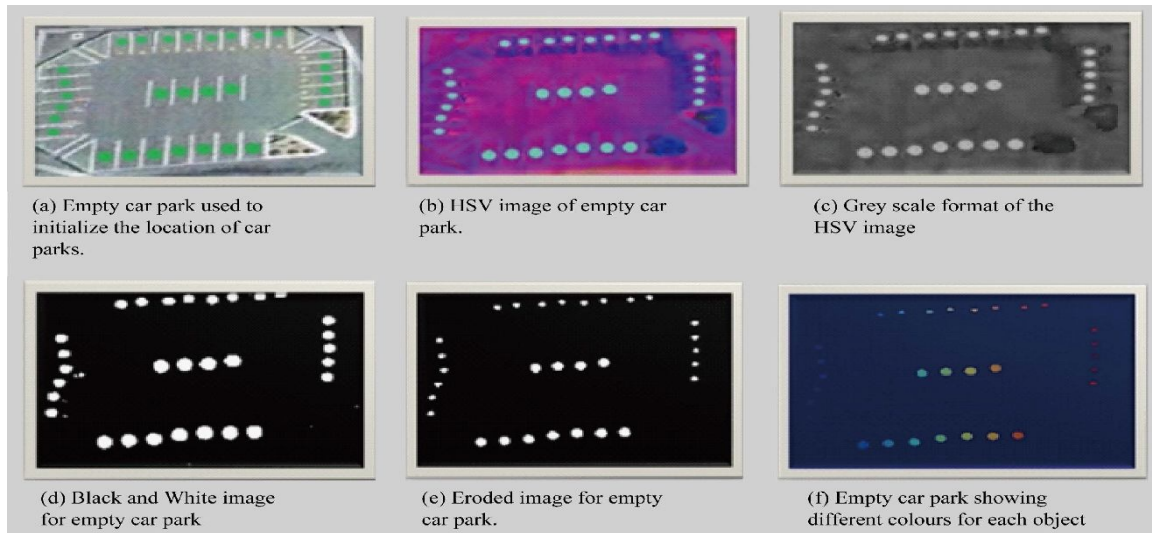 (a) Empty car park used to
initialize the location of car
parks.
(b) HSV image of empty car
park.
(c) Grey scale format of the
HSV image
(d) Black and White image
for empty car park
(e) Eroded image for empty
car park.
(f) Empty car park showing
different colours for each object